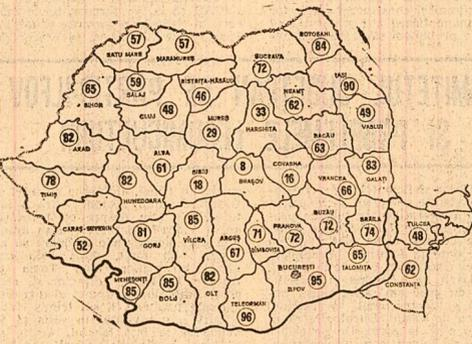 BOTOȘANI
84
57
SATU MARE
57
MARAMUREȘ
SUCEAVA
72
IAȘI
90
65
BIHOR
59
SĂLAJ
BISTRIȚA-NĂSĂUD
46
NEAMȚ
62
CLUJ
48
MUREȘ
29
33
HARGHITA
49
VASLUI
BACĂU
63
82
ARAD
ALBA
61
SIBIU
18
8
BRAȘOV
COVASNA
16
VRANCEA
66
83
GALAȚI
78
TIMIȘ
82
HUNEDOARA
CARAȘ-SEVERIN
52
81
GORJ
85
VÎLCEA
ARGEȘ
67
71
DÎMBOVIȚA
PRAHOVA
72
BUZĂU
72
BRĂILA
74
TULCEA
48
MEHEDINȚI
85
85
DOLJ
82
OLT
TELEORMAN
96
BUCUREȘTI
ILFOV
95
65
IALOMIȚA
62
CONSTANȚA